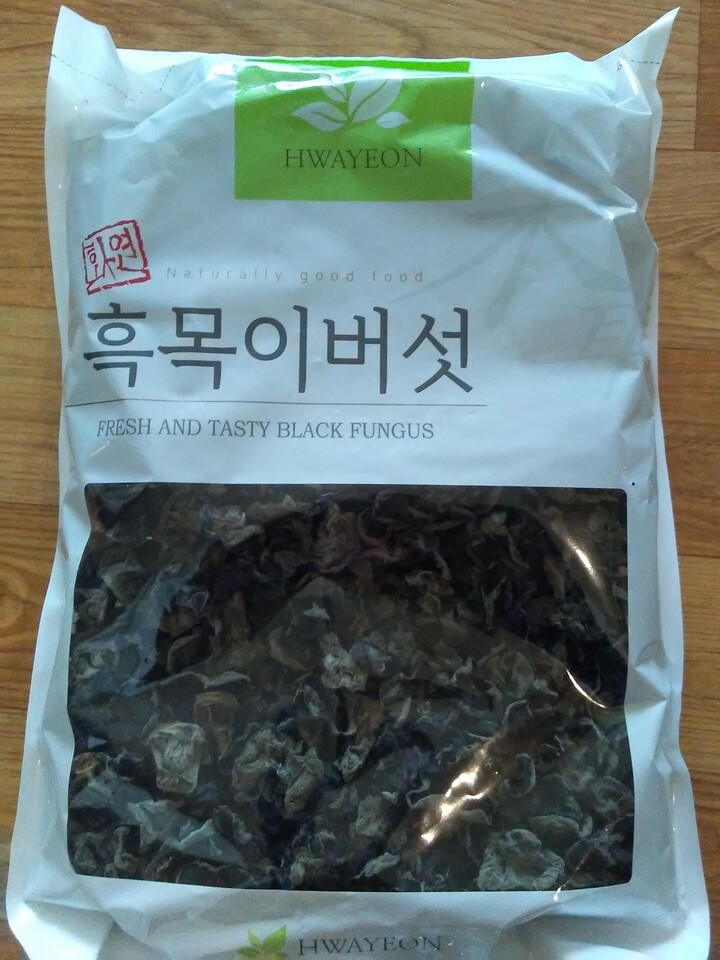 HWAYEON
화연
Naturally good food
흑목이버섯
FRESH AND TASTY BLACK FUNGUS
HWAYEON